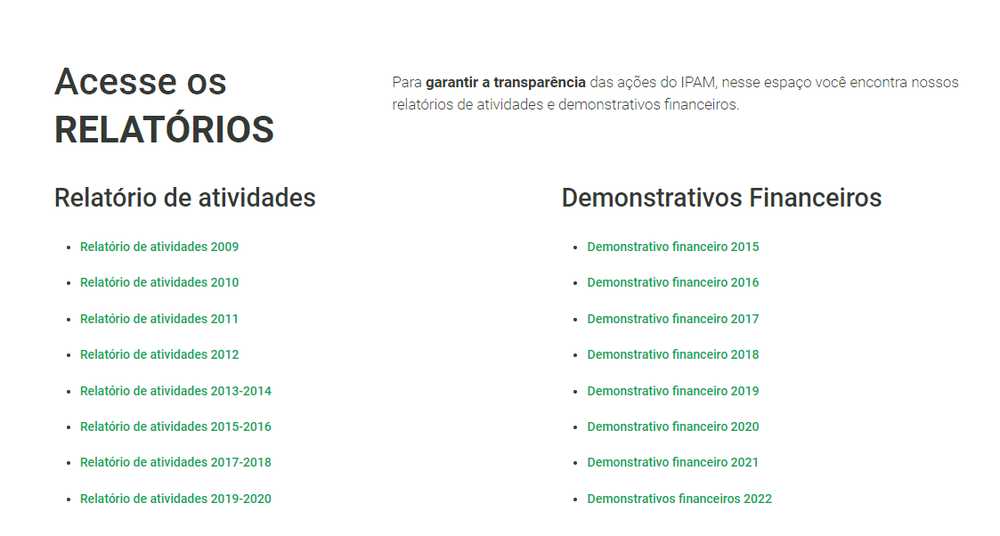 Acesse os
RELATÓRIOS
Para garantir a transparência das ações do IPAM, nesse espaço você encontra nossos
relatórios de atividades e demonstrativos financeiros.
Relatório de atividades
Relatório de atividades 2009
Relatório de atividades 2010
Relatório de atividades 2011
Relatório de atividades 2012
Relatório de atividades 2013-2014
Relatório de atividades 2015-2016
Relatório de atividades 2017-2018
Relatório de atividades 2019-2020
Demonstrativos Financeiros
Demonstrativo financeiro 2015
Demonstrativo financeiro 2016
Demonstrativo financeiro 2017
Demonstrativo financeiro 2018
Demonstrativo financeiro 2019
Demonstrativo financeiro 2020
Demonstrativo financeiro 2021
Demonstrativos financeiros 2022